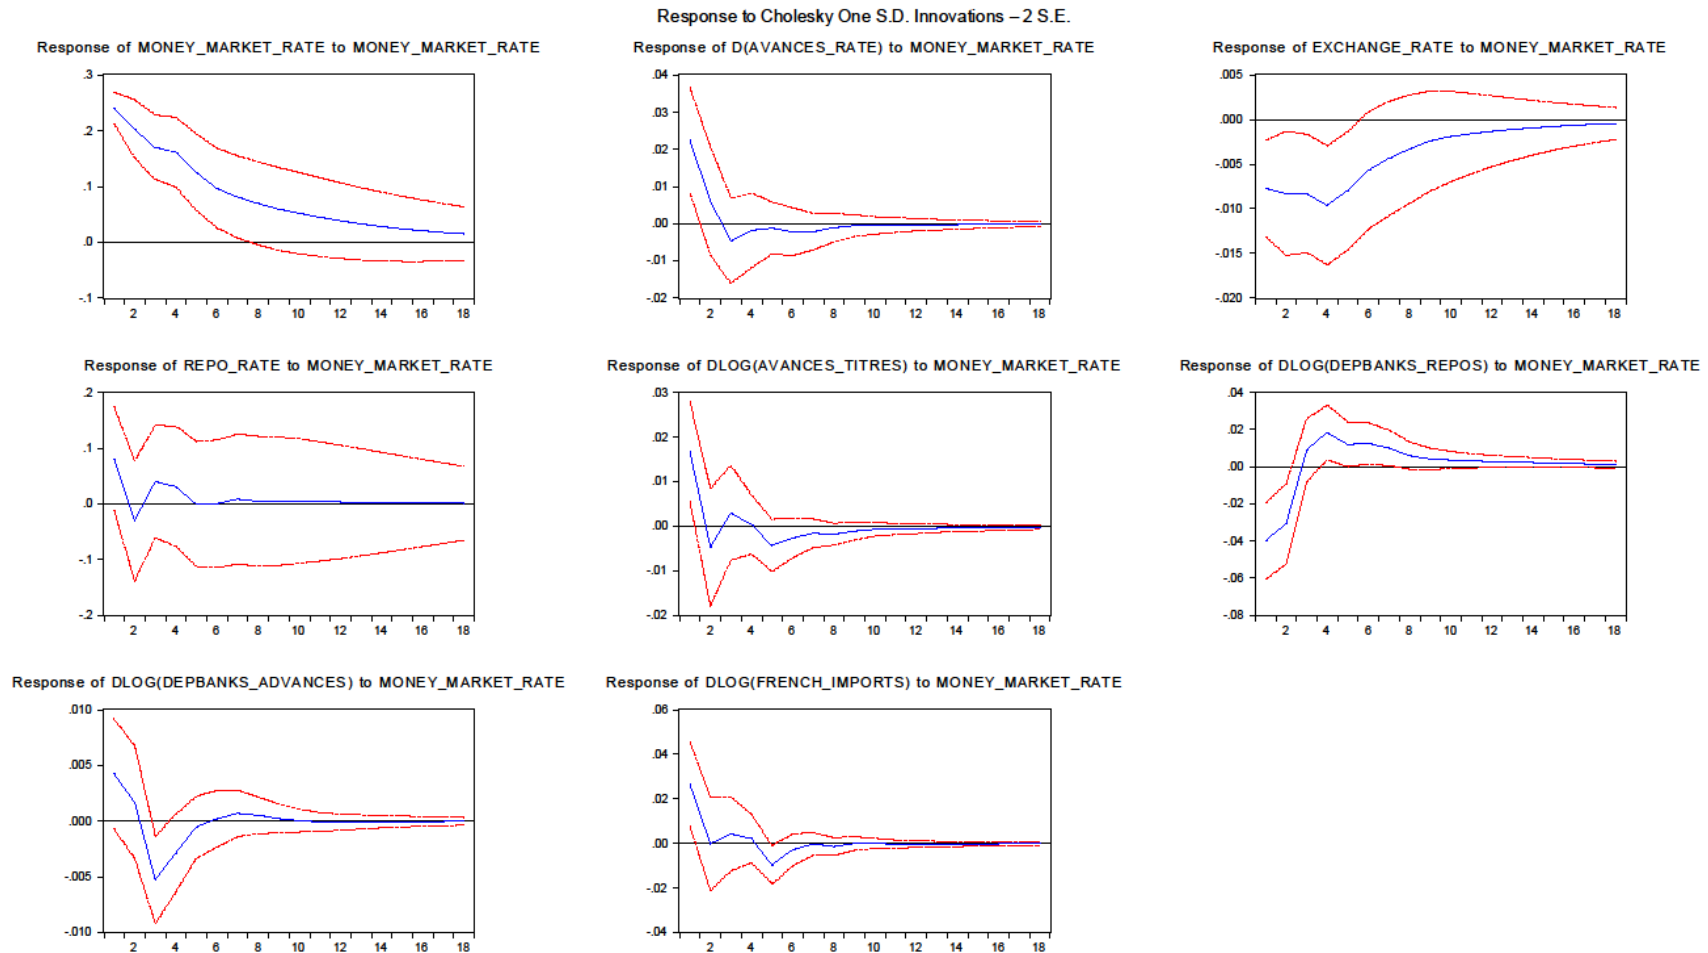 Response to Cholesky One S.D. Innovations – 2 S.E.
Response of MONEY_MARKET_RATE to MONEY_MARKET_RATE
.3
.2
.1
.0
-.1
2 4 6 8 10 12 14 16 18
Response of D(AVANCES_RATE) to MONEY_MARKET_RATE
.04
.03
.02
.01
.00
-.01
-.02
2 4 6 8 10 12 14 16 18
Response of EXCHANGE_RATE to MONEY_MARKET_RATE
.005
.000
-.005
-.010
-.015
-.020
2 4 6 8 10 12 14 16 18
Response of REPO_RATE to MONEY_MARKET_RATE
.2
.1
.0
-.1
-.2
2 4 6 8 10 12 14 16 18
Response of DLOG(AVANCES_TITRES) to MONEY_MARKET_RATE
.03
.02
.01
.00
-.01
-.02
2 4 6 8 10 12 14 16 18
Response of DLOG(DEPBANKS_REPOS) to MONEY_MARKET_RATE
.04
.02
.00
-.02
-.04
-.06
-.08
2 4 6 8 10 12 14 16 18
Response of DLOG(DEPBANKS_ADVANCES) to MONEY_MARKET_RATE
.010
.005
.000
-.005
-.010
2 4 6 8 10 12 14 16 18
Response of DLOG(FRENCH_IMPORTS) to MONEY_MARKET_RATE
.06
.04
.02
.00
-.02
-.04
2 4 6 8 10 12 14 16 18